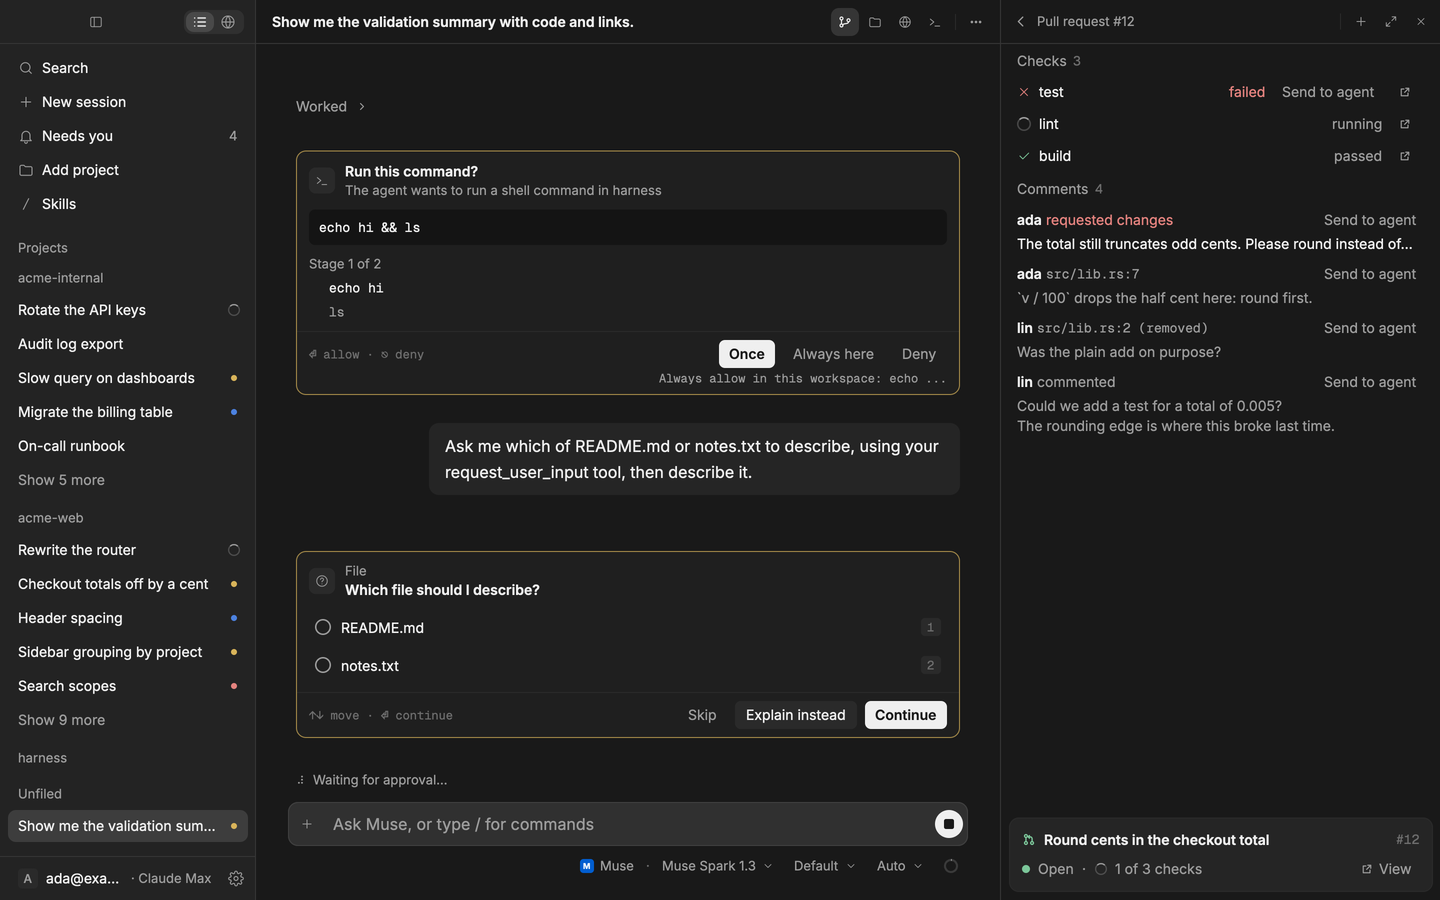 Search
New session
Needs you 4
Add project
Skills
Projects
acme-internal
Rotate the API keys
Audit log export
Slow query on dashboards
Migrate the billing table
On-call runbook
Show 5 more
acme-web
Rewrite the router
Checkout totals off by a cent
Header spacing
Sidebar grouping by project
Search scopes
Show 9 more
harness
Unfiled
Show me the validation sum...
A ada@exa... · Claude Max
Show me the validation summary with code and links.
Worked
Run this command?
The agent wants to run a shell command in harness
echo hi && ls
Stage 1 of 2
echo hi
ls
allow · deny
Once Always here Deny
Always allow in this workspace: echo ...
Ask me which of README.md or notes.txt to describe, using your
request_user_input tool, then describe it.
File
Which file should I describe?
README.md 1
notes.txt 2
move · continue
Skip Explain instead Continue
Waiting for approval...
Ask Muse, or type / for commands
M Muse · Muse Spark 1.3 Default Auto
Pull request #12
Checks 3
test failed Send to agent
lint running
build passed
Comments 4
ada requested changes Send to agent
The total still truncates odd cents. Please round instead of...
ada src/lib.rs:7 Send to agent
`v / 100` drops the half cent here: round first.
lin src/lib.rs:2 (removed) Send to agent
Was the plain add on purpose?
lin commented Send to agent
Could we add a test for a total of 0.005?
The rounding edge is where this broke last time.
Round cents in the checkout total #12
Open · 1 of 3 checks View